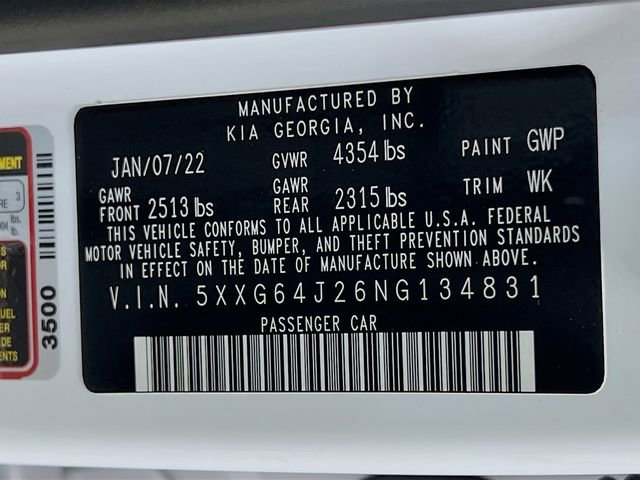 MANUFACTURED BY
KIA GEORGIA, INC.
JAN/07/22 GVWR 4354 lbs PAINT GWP
GAWR FRONT 2513 lbs GAWR REAR 2315 lbs TRIM WK
THIS VEHICLE CONFORMS TO ALL APPLICABLE U.S.A. FEDERAL
MOTOR VEHICLE SAFETY, BUMPER, AND THEFT PREVENTION STANDARDS
IN EFFECT ON THE DATE OF MANUFACTURE SHOWN ABOVE.
V.I.N. 5XXG64J26NG134831
PASSENGER CAR
3500
3
lbs.